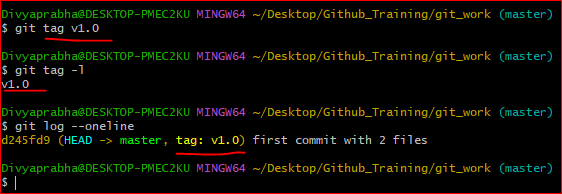 Divyaprabha@DESKTOP-PMEC2KU MINGW64 ~/Desktop/Github_Training/git_work (master)
$ git tag v1.0
Divyaprabha@DESKTOP-PMEC2KU MINGW64 ~/Desktop/Github_Training/git_work (master)
$ git tag -l
v1.0
Divyaprabha@DESKTOP-PMEC2KU MINGW64 ~/Desktop/Github_Training/git_work (master)
$ git log --oneline
d245fd9 (HEAD -> master, tag: v1.0) first commit with 2 files
Divyaprabha@DESKTOP-PMEC2KU MINGW64 ~/Desktop/Github_Training/git_work (master)
$